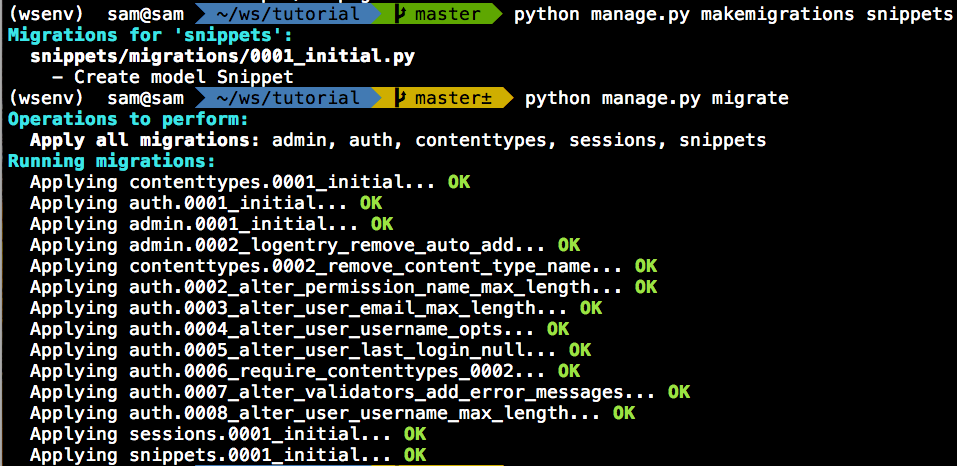 (wsenv) sam@sam ~/ws/tutorial master python manage.py makemigrations snippets
Migrations for 'snippets':
snippets/migrations/0001_initial.py
– Create model Snippet
(wsenv) sam@sam ~/ws/tutorial master± python manage.py migrate
Operations to perform:
Apply all migrations: admin, auth, contenttypes, sessions, snippets
Running migrations:
Applying contenttypes.0001_initial... OK
Applying auth.0001_initial... OK
Applying admin.0001_initial... OK
Applying admin.0002_logentry_remove_auto_add... OK
Applying contenttypes.0002_remove_content_type_name... OK
Applying auth.0002_alter_permission_name_max_length... OK
Applying auth.0003_alter_user_email_max_length... OK
Applying auth.0004_alter_user_username_opts... OK
Applying auth.0005_alter_user_last_login_null... OK
Applying auth.0006_require_contenttypes_0002... OK
Applying auth.0007_alter_validators_add_error_messages... OK
Applying auth.0008_alter_user_username_max_length... OK
Applying sessions.0001_initial... OK
Applying snippets.0001_initial... OK